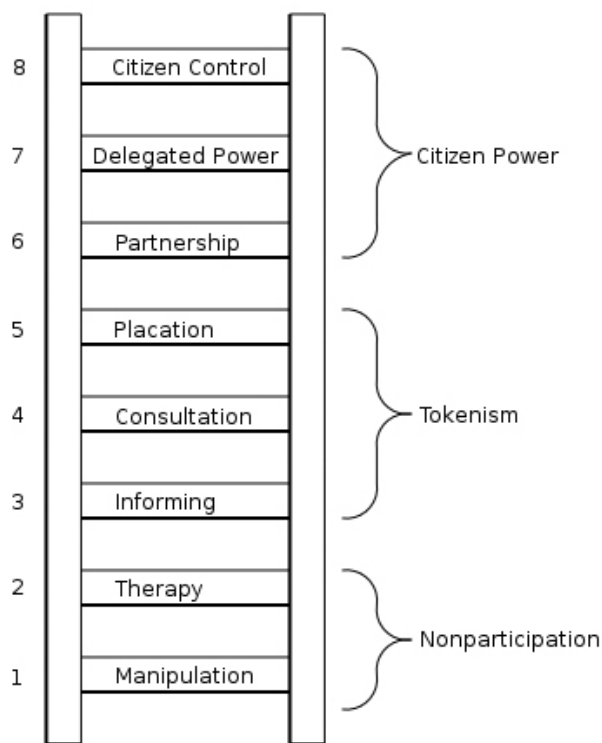 8 Citizen Control
7 Delegated Power Citizen Power
6 Partnership
5 Placation
4 Consultation Tokenism
3 Informing
2 Therapy
Nonparticipation
1 Manipulation